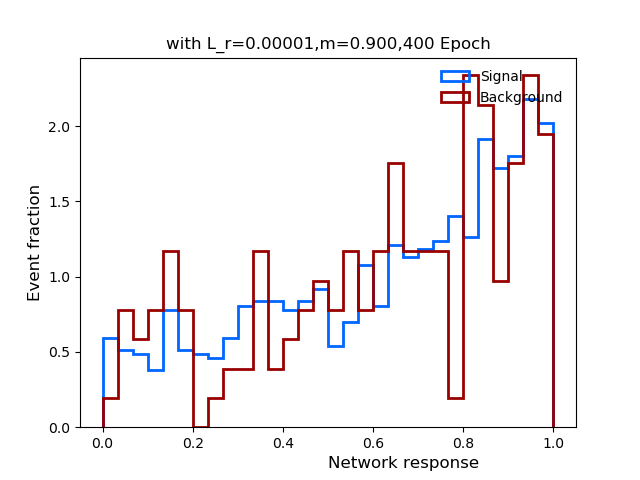 with L_r=0.00001,m=0.900,400 Epoch
Signal
Background
Event fraction
2.0
1.5
1.0
0.5
0.0
0.0 0.2 0.4 0.6 0.8 1.0
Network response